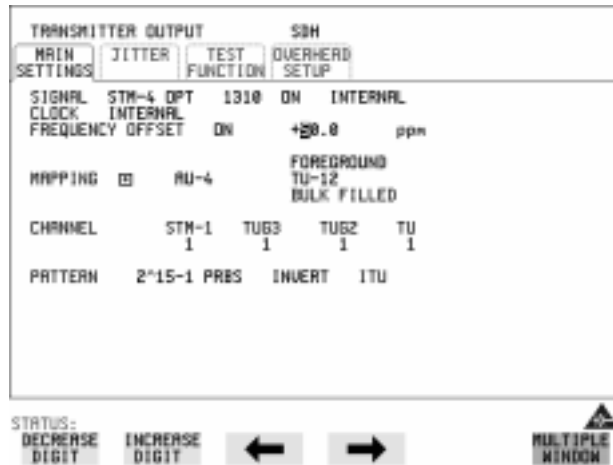 TRANSMITTER OUTPUT SDH
MAIN SETTINGS JITTER TEST FUNCTION OVERHEAD SETUP
SIGNAL STM-4 OPT 1310 ON INTERNAL
CLOCK INTERNAL
FREQUENCY OFFSET ON +50.0 ppm
FOREGROUND
MAPPING AU-4 TU-12
BULK FILLED
CHANNEL STM-1 TUG3 TUG2 TU
1 1 1 1
PATTERN 2^15-1 PRBS INVERT ITU
STATUS:
DECREASE DIGIT INCREASE DIGIT MULTIPLE WINDOW